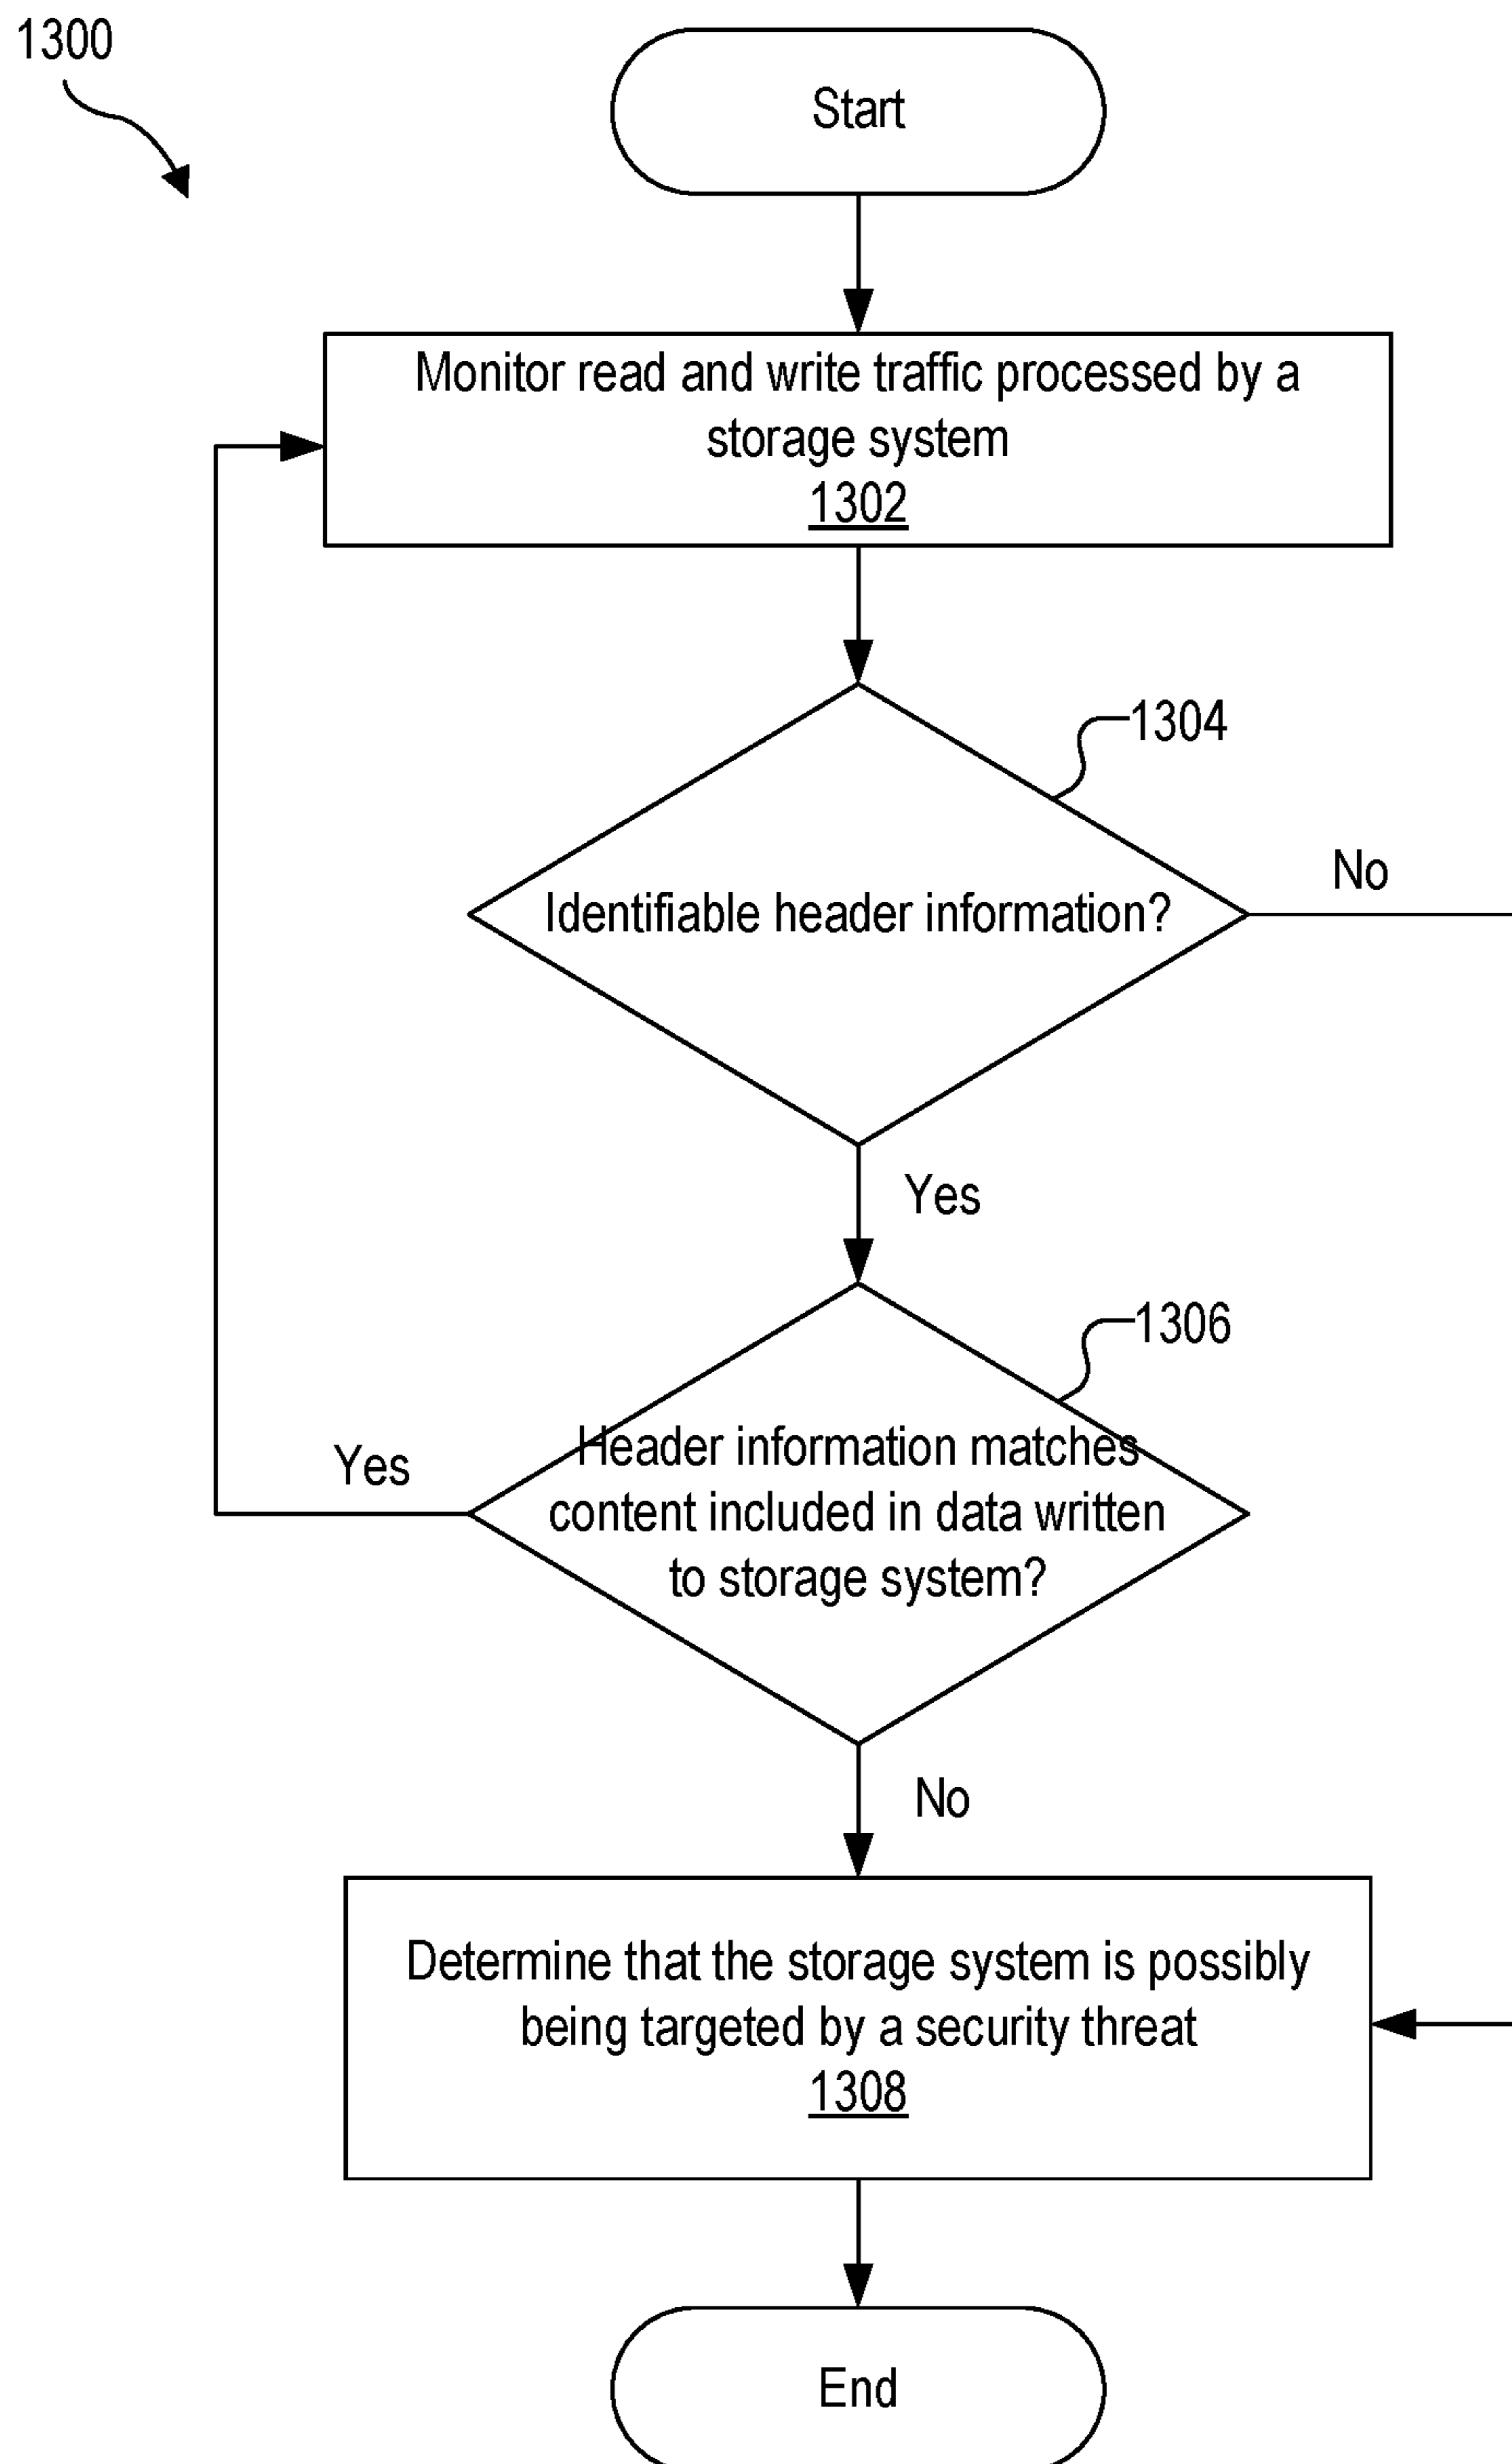 1300
Start
Monitor read and write traffic processed by a
storage system
1302
1304
Identifiable header information?
No
Yes
1306
Header information matches
content included in data written
to storage system?
Yes
No
Determine that the storage system is possibly
being targeted by a security threat
1308
End